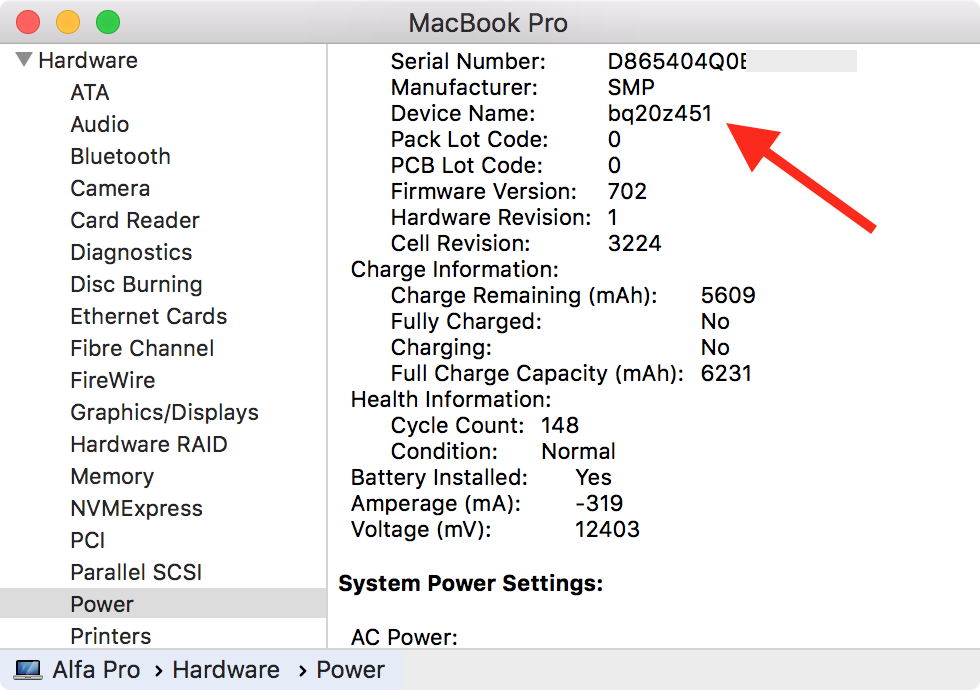 MacBook Pro
Hardware
ATA
Audio
Bluetooth
Camera
Card Reader
Diagnostics
Disc Burning
Ethernet Cards
Fibre Channel
FireWire
Graphics/Displays
Hardware RAID
Memory
NVMExpress
PCI
Parallel SCSI
Power
Printers
Serial Number: D865404Q0
Manufacturer: SMP
Device Name: bq20z451
Pack Lot Code: 0
PCB Lot Code: 0
Firmware Version: 702
Hardware Revision: 1
Cell Revision: 3224
Charge Information:
Charge Remaining (mAh): 5609
Fully Charged: No
Charging: No
Full Charge Capacity (mAh): 6231
Health Information:
Cycle Count: 148
Condition: Normal
Battery Installed: Yes
Amperage (mA): -319
Voltage (mV): 12403
System Power Settings:
AC Power:
Alfa Pro › Hardware › Power